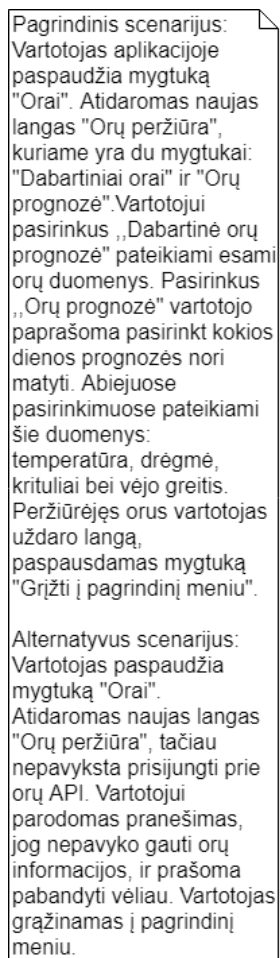 Pagrindinis scenarijus:
Vartotojas aplikacijoje
paspaudžia mygtuką
"Orai". Atidaromas naujas
langas "Orų peržiūra",
kuriame yra du mygtukai:
"Dabartiniai orai" ir "Orų
prognozė".Vartotojui
pasirinkus ,,Dabartinė orų
prognozė" pateikiami esami
orų duomenys. Pasirinkus
,,Orų prognozė" vartotojo
paprašoma pasirinkt kokios
dienos prognozės nori
matyti. Abiejuose
pasirinkimuose pateikiami
šie duomenys:
temperatūra, drėgmė,
krituliai bei vėjo greitis.
Peržiūrėjęs orus vartotojas
uždaro langą,
paspausdamas mygtuką
"Grįžti į pagrindinį meniu".

Alternatyvus scenarijus:
Vartotojas paspaudžia
mygtuką "Orai".
Atidaromas naujas langas
"Orų peržiūra", tačiau
nepavyksta prisijungti prie
orų API. Vartotojui
parodomas pranešimas,
jog nepavyko gauti orų
informacijos, ir prašoma
pabandyti vėliau. Vartotojas
grąžinamas į pagrindinį
meniu.